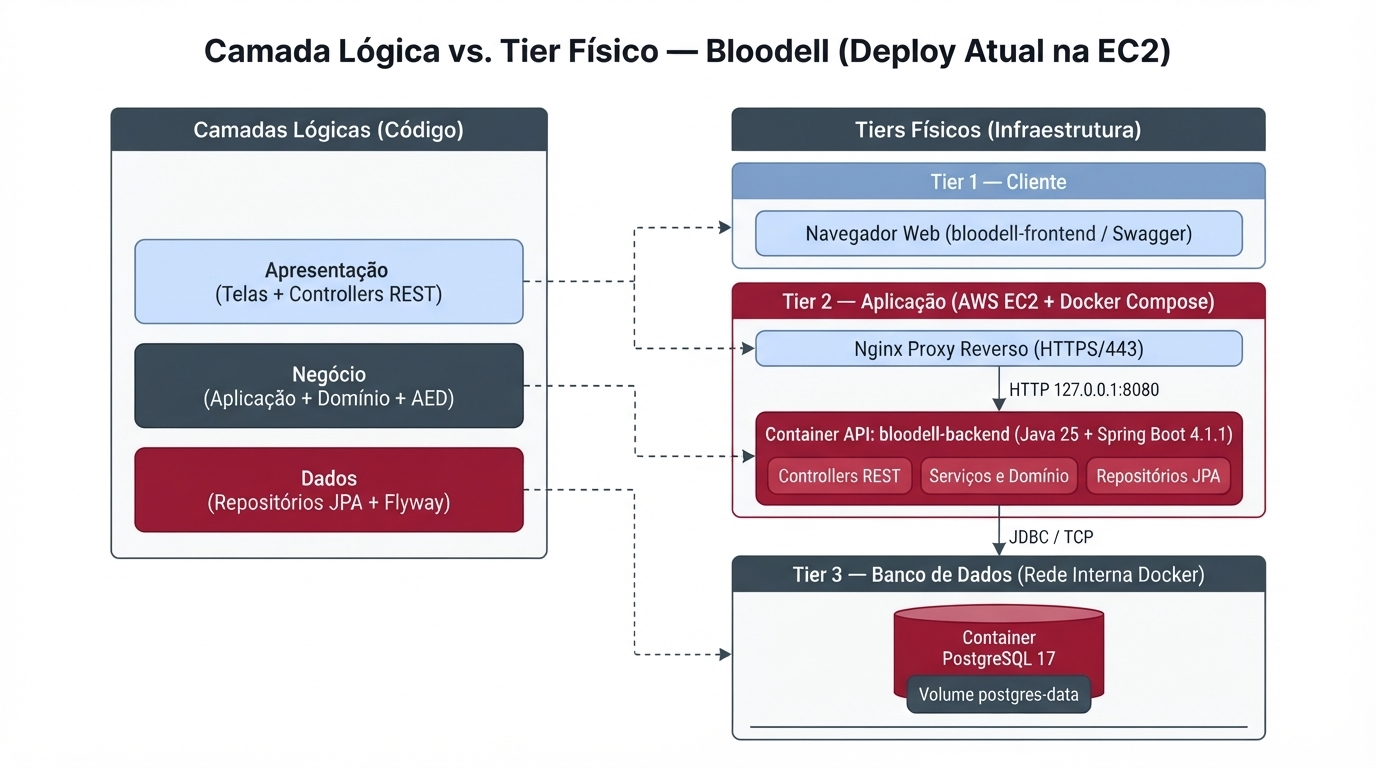 Camada Lógica vs. Tier Físico — Bloodell (Deploy Atual na EC2)
Camadas Lógicas (Código)
Apresentação
(Telas + Controllers REST)
Negócio
(Aplicação + Domínio + AED)
Dados
(Repositórios JPA + Flyway)
Tiers Físicos (Infraestrutura)
Tier 1 — Cliente
Navegador Web (bloodell-frontend / Swagger)
Tier 2 — Aplicação (AWS EC2 + Docker Compose)
Nginx Proxy Reverso (HTTPS/443)
HTTP 127.0.0.1:8080
Container API: bloodell-backend (Java 25 + Spring Boot 4.1.1)
Controllers REST
Serviços e Domínio
Repositórios JPA
JDBC / TCP
Tier 3 — Banco de Dados (Rede Interna Docker)
Container
PostgreSQL 17
Volume postgres-data